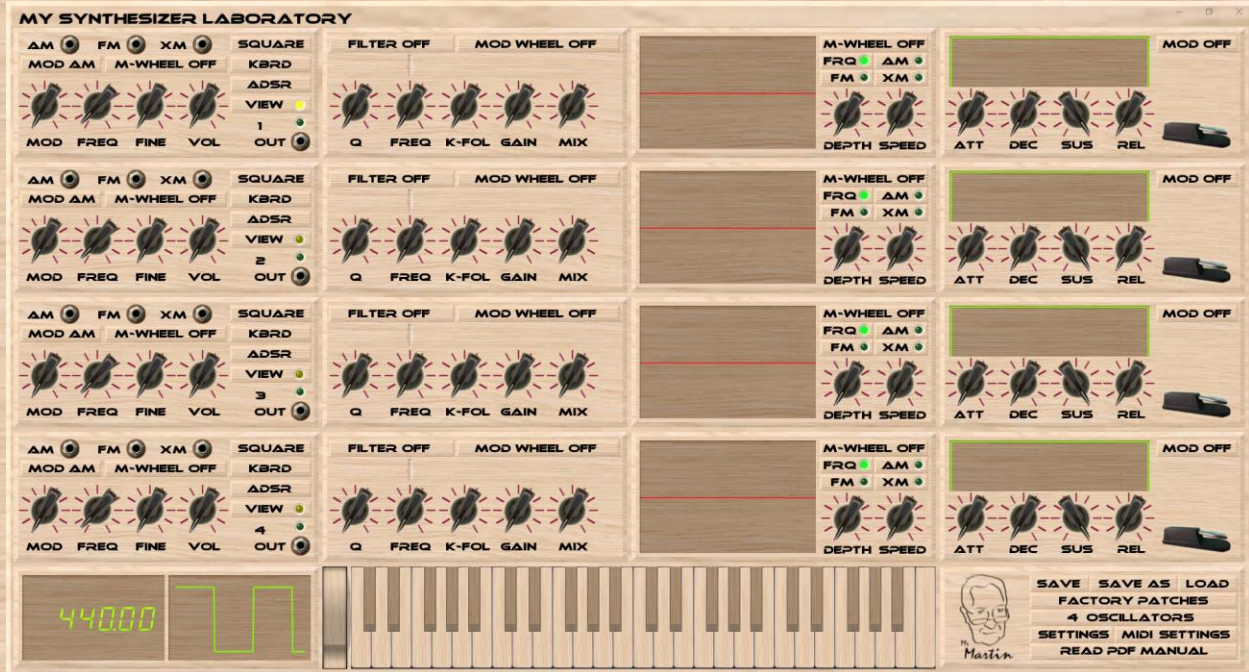 MY SYNTHESIZER LABORATORY
AM FM XM SQUARE
MOD AM M-WHEEL OFF KBRD
ADSR
VIEW
1
MOD FREQ FINE VOL OUT
FILTER OFF MOD WHEEL OFF
Q FREQ K-FOL GAIN MIX
M-WHEEL OFF
FRQ AM
FM XM
DEPTH SPEED
MOD OFF
ATT DEC SUS REL
AM FM XM SQUARE
MOD AM M-WHEEL OFF KBRD
ADSR
VIEW
2
MOD FREQ FINE VOL OUT
FILTER OFF MOD WHEEL OFF
Q FREQ K-FOL GAIN MIX
M-WHEEL OFF
FRQ AM
FM XM
DEPTH SPEED
MOD OFF
ATT DEC SUS REL
AM FM XM SQUARE
MOD AM M-WHEEL OFF KBRD
ADSR
VIEW
3
MOD FREQ FINE VOL OUT
FILTER OFF MOD WHEEL OFF
Q FREQ K-FOL GAIN MIX
M-WHEEL OFF
FRQ AM
FM XM
DEPTH SPEED
MOD OFF
ATT DEC SUS REL
AM FM XM SQUARE
MOD AM M-WHEEL OFF KBRD
ADSR
VIEW
4
MOD FREQ FINE VOL OUT
FILTER OFF MOD WHEEL OFF
Q FREQ K-FOL GAIN MIX
M-WHEEL OFF
FRQ AM
FM XM
DEPTH SPEED
MOD OFF
ATT DEC SUS REL
440.00
Martin
SAVE SAVE AS LOAD
FACTORY PATCHES
4 OSCILLATORS
SETTINGS MIDI SETTINGS
READ PDF MANUAL